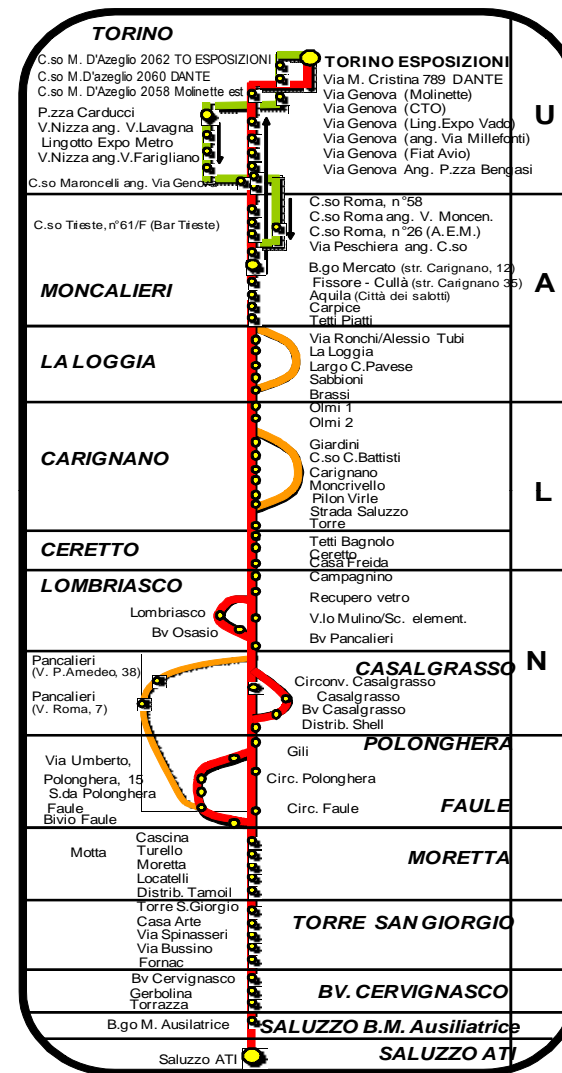 TORINO
C.so M. D'Azeglio 2062 TO ESPOSIZIONI
C.so M.D'azeglio 2060 DANTE
C.so M. D'Azeglio 2058 Molinette est
P.zza Carducci
V.Nizza ang. V.Lavagna
Lingotto Expo Metro
V.Nizza ang.V.Farigliano
C.so Maroncelli ang. Via Genova
TORINO ESPOSIZIONI
Via M. Cristina 789 DANTE
Via Genova (Molinette)
Via Genova (CTO)
Via Genova (Ling.Expo Vado)
Via Genova (ang. Via Millefonti)
Via Genova (Fiat Avio)
Via Genova Ang. P.zza Bengasi
U
C.so Trieste, n°61/F (Bar Trieste)
C.so Roma, n°58
C.so Roma ang. V. Moncen.
C.so Roma, n°26 (A.E.M.)
Via Peschiera ang. C.so
B.go Mercato (str. Carignano, 12)
Fissore - Cullà (str. Carignano 35)
Aquila (Città dei salotti)
Carpice
Tetti Piatti
MONCALIERI
A
LA LOGGIA
Via Ronchi/Alessio Tubi
La Loggia
Largo C.Pavese
Sabbioni
Brassi
CARIGNANO
Olmi 1
Olmi 2
Giardini
C.so C.Battisti
Carignano
Moncrivello
Pilon Virle
Strada Saluzzo
Torre
L
CERETTO
Tetti Bagnolo
Ceretto
Casa Freida
LOMBRIASCO
Campagnino
Recupero vetro
Lombriasco
V.lo Mulino/Sc. element.
Bv Osasio
Bv Pancalieri
N
Pancalieri
(V. P.Amedeo, 38)
Pancalieri
(V. Roma, 7)
CASALGRASSO
Circonv. Casalgrasso
Casalgrasso
Bv Casalgrasso
Distrib. Shell
POLONGHERA
Gili
Via Umberto,
Polonghera, 15
S.da Polonghera
Faule
Bivio Faule
Circ. Polonghera
Circ. Faule
FAULE
Motta
Cascina
Turello
Moretta
Locatelli
Distrib. Tamoil
MORETTA
Torre S.Giorgio
Casa Arte
Via Spinasseri
Via Bussino
Fornac
TORRE SAN GIORGIO
Bv Cervignasco
Gerbolina
Torrazza
BV. CERVIGNASCO
B.go M. Ausilatrice
SALUZZO B.M. Ausiliatrice
Saluzzo ATI
SALUZZO ATI